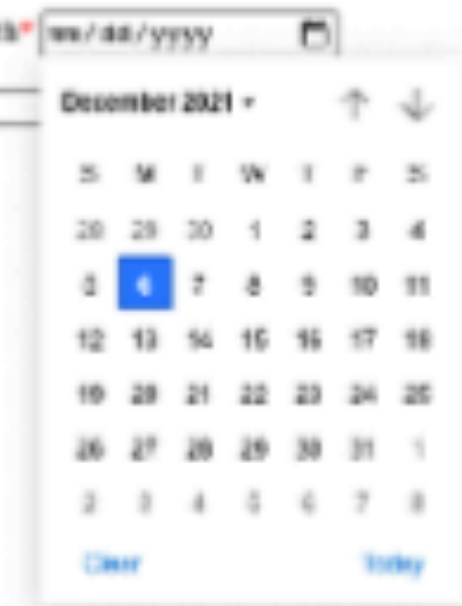 mm/dd/yyyy
December 2021
S M T W T F S
28 29 30 1 2 3 4
5 6 7 8 9 10 11
12 13 14 15 16 17 18
19 20 21 22 23 24 25
26 27 28 29 30 31 1
2 3 4 5 6 7 8
Clear Today